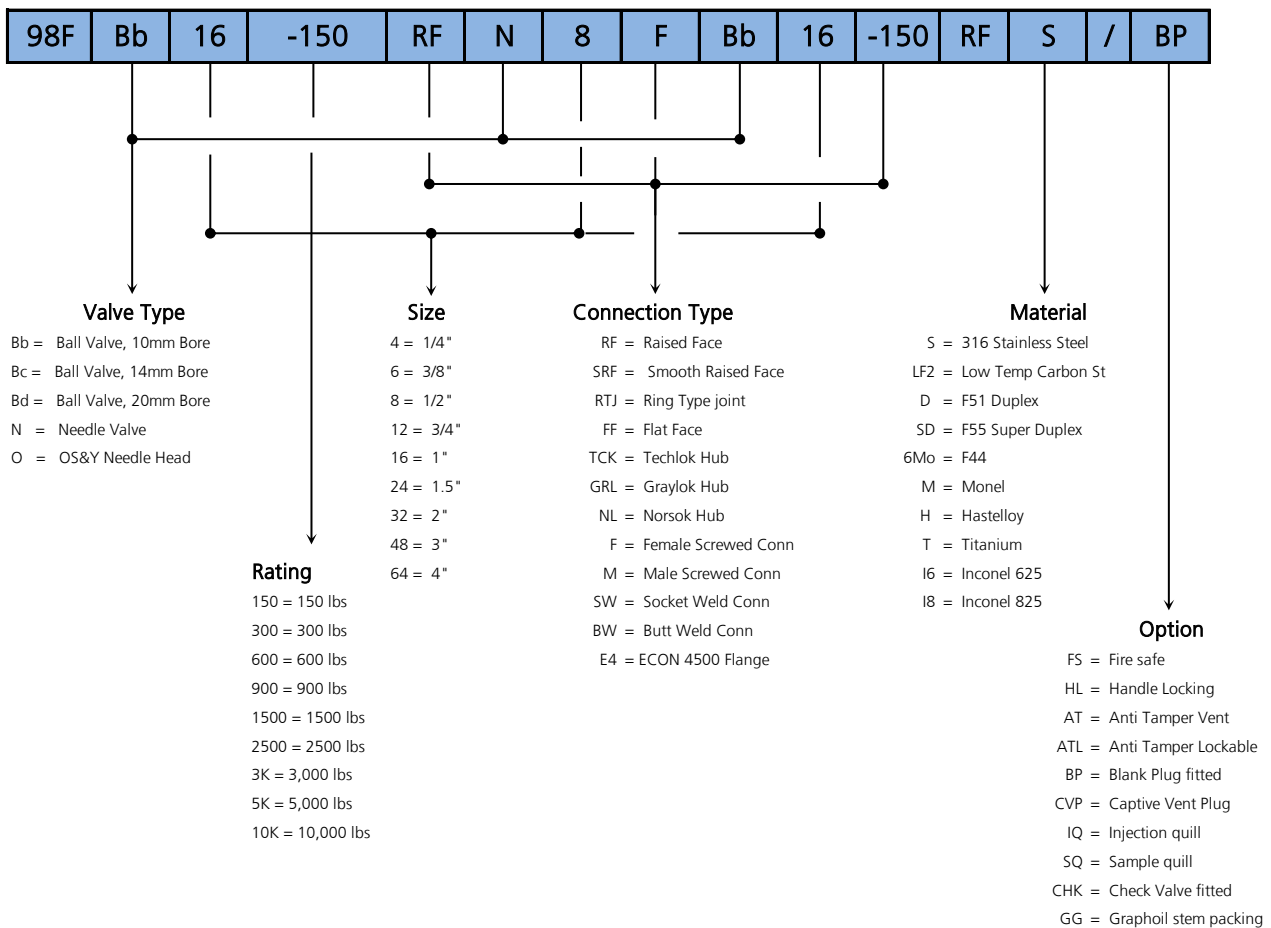 98F Bb 16 -150 RF N 8 F Bb 16 -150 RF S / BP
Valve Type
Bb = Ball Valve, 10mm Bore
Bc = Ball Valve, 14mm Bore
Bd = Ball Valve, 20mm Bore
N = Needle Valve
O = OS&Y Needle Head
Rating
150 = 150 lbs
300 = 300 lbs
600 = 600 lbs
900 = 900 lbs
1500 = 1500 lbs
2500 = 2500 lbs
3K = 3,000 lbs
5K = 5,000 lbs
10K = 10,000 lbs
Size
4 = 1/4"
6 = 3/8"
8 = 1/2"
12 = 3/4"
16 = 1"
24 = 1.5"
32 = 2"
48 = 3"
64 = 4"
Connection Type
RF = Raised Face
SRF = Smooth Raised Face
RTJ = Ring Type joint
FF = Flat Face
TCK = Techlok Hub
GRL = Graylok Hub
NL = Norsok Hub
F = Female Screwed Conn
M = Male Screwed Conn
SW = Socket Weld Conn
BW = Butt Weld Conn
E4 = ECON 4500 Flange
Material
S = 316 Stainless Steel
LF2 = Low Temp Carbon St
D = F51 Duplex
SD = F55 Super Duplex
6Mo = F44
M = Monel
H = Hastelloy
T = Titanium
I6 = Inconel 625
I8 = Inconel 825
Option
FS = Fire safe
HL = Handle Locking
AT = Anti Tamper Vent
ATL = Anti Tamper Lockable
BP = Blank Plug fitted
CVP = Captive Vent Plug
IQ = Injection quill
SQ = Sample quill
CHK = Check Valve fitted
GG = Graphoil stem packing